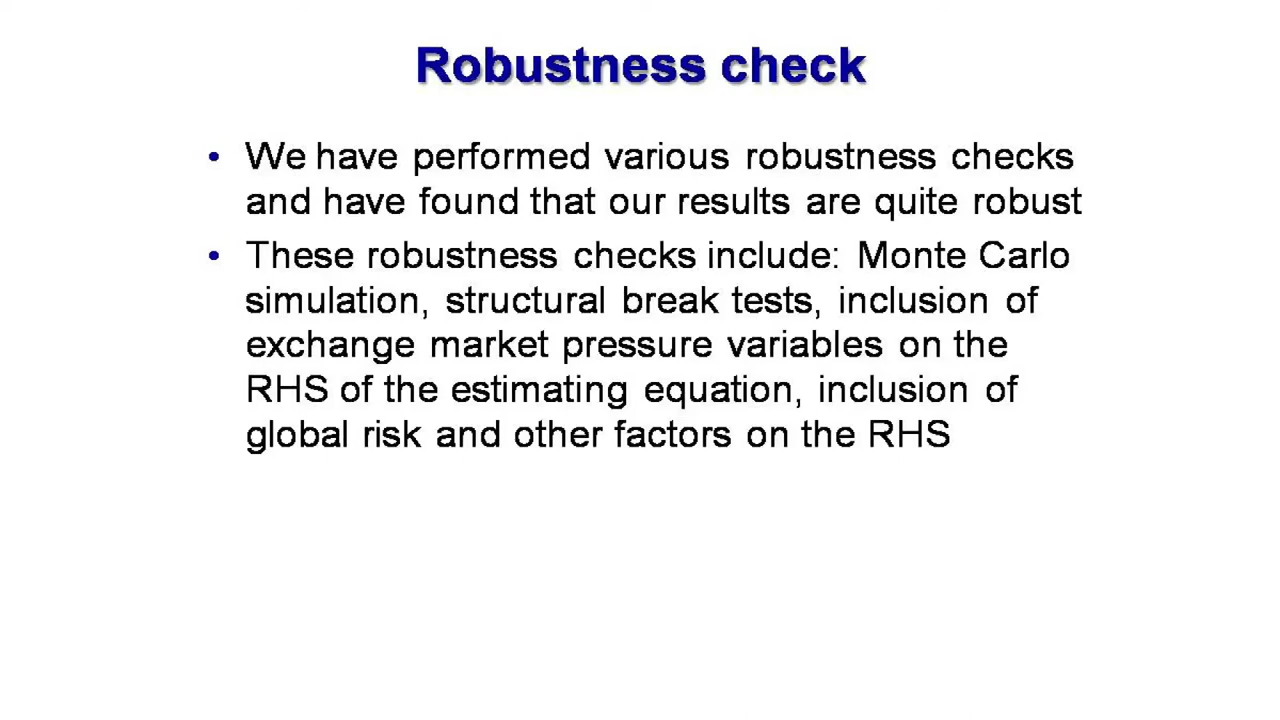 Robustness check
• We have performed various robustness checks
and have found that our results are quite robust
• These robustness checks include: Monte Carlo
simulation, structural break tests, inclusion of
exchange market pressure variables on the
RHS of the estimating equation, inclusion of
global risk and other factors on the RHS